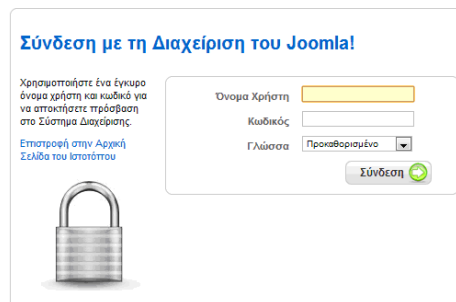 Σύνδεση με τη Διαχείριση του Joomla!
Χρησιμοποιήστε ένα έγκυρο
όνομα χρήστη και κωδικό για
να αποκτήσετε πρόσβαση
στο Σύστημα Διαχείρισης.
Επιστροφή στην Αρχική
Σελίδα του Ιστοτόπου
Όνομα Χρήστη
Κωδικός
Γλώσσα
Προκαθορισμένο
Σύνδεση